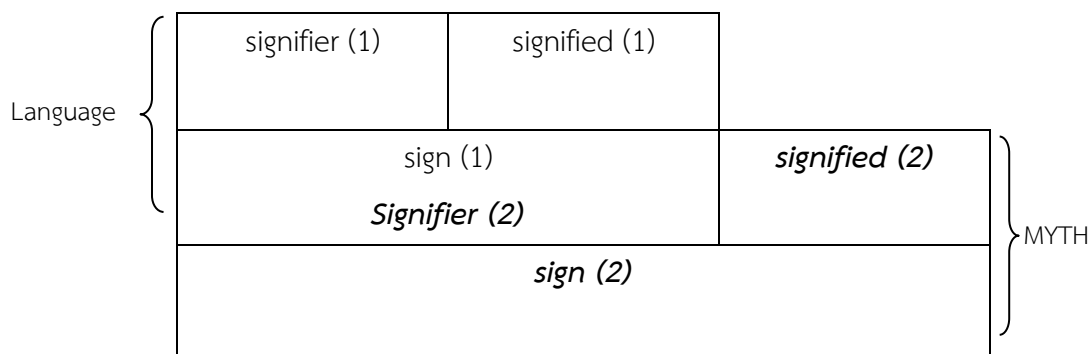 signifier (1) signified (1)
Language
sign (1) signified (2)
Signifier (2)
MYTH
sign (2)